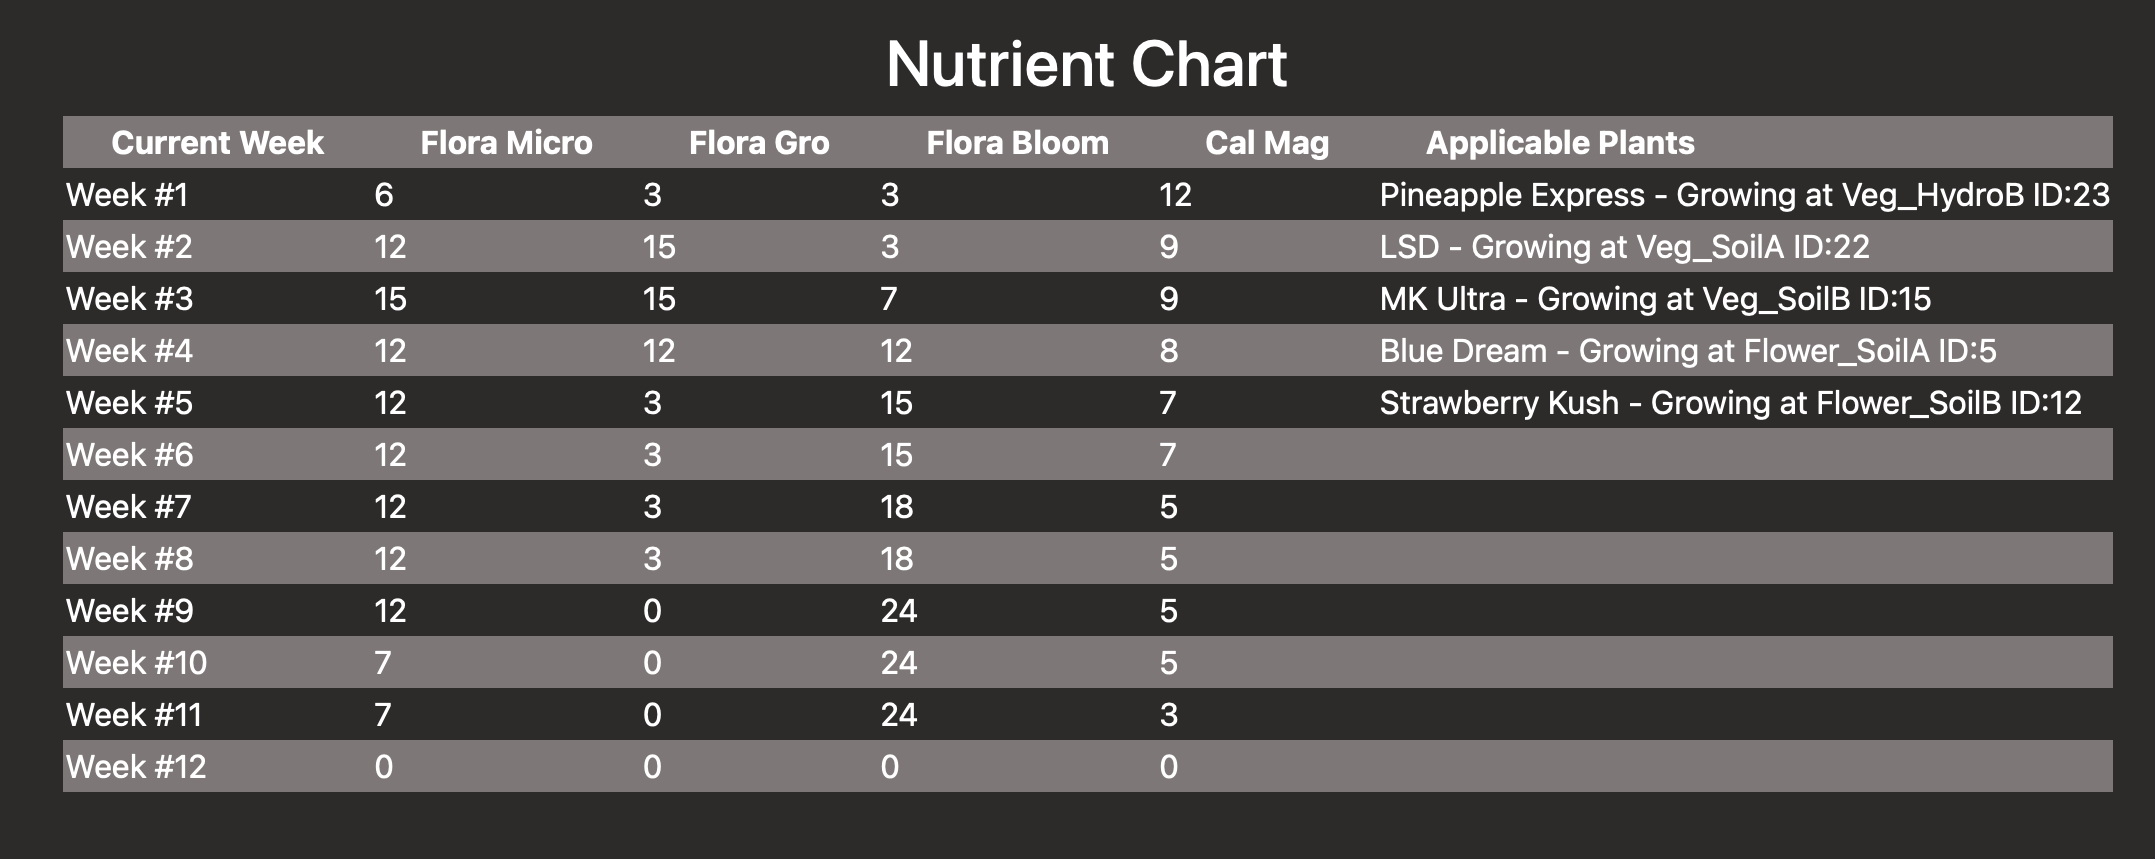 Nutrient Chart
Current Week Flora Micro Flora Gro Flora Bloom Cal Mag Applicable Plants
Week #1 6 3 3 12 Pineapple Express - Growing at Veg_HydroB ID:23
Week #2 12 15 3 9 LSD - Growing at Veg_SoilA ID:22
Week #3 15 15 7 9 MK Ultra - Growing at Veg_SoilB ID:15
Week #4 12 12 12 8 Blue Dream - Growing at Flower_SoilA ID:5
Week #5 12 3 15 7 Strawberry Kush - Growing at Flower_SoilB ID:12
Week #6 12 3 15 7
Week #7 12 3 18 5
Week #8 12 3 18 5
Week #9 12 0 24 5
Week #10 7 0 24 5
Week #11 7 0 24 3
Week #12 0 0 0 0